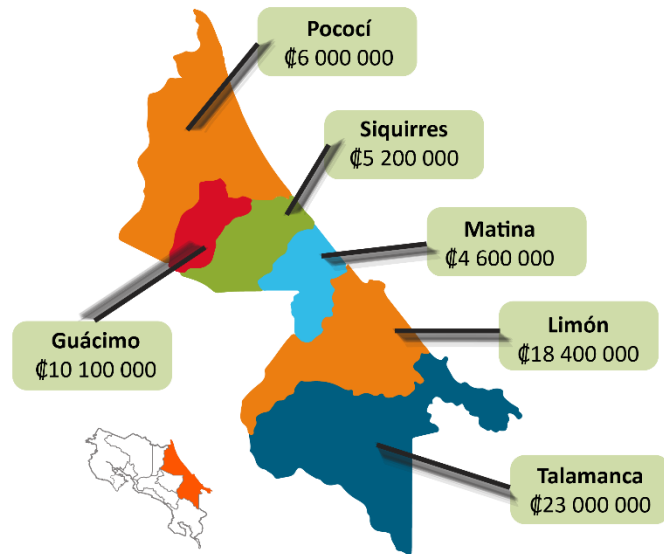 Pococí
₡6 000 000
Siquirres
₡5 200 000
Matina
₡4 600 000
Guácimo
₡10 100 000
Limón
₡18 400 000
Talamanca
₡23 000 000